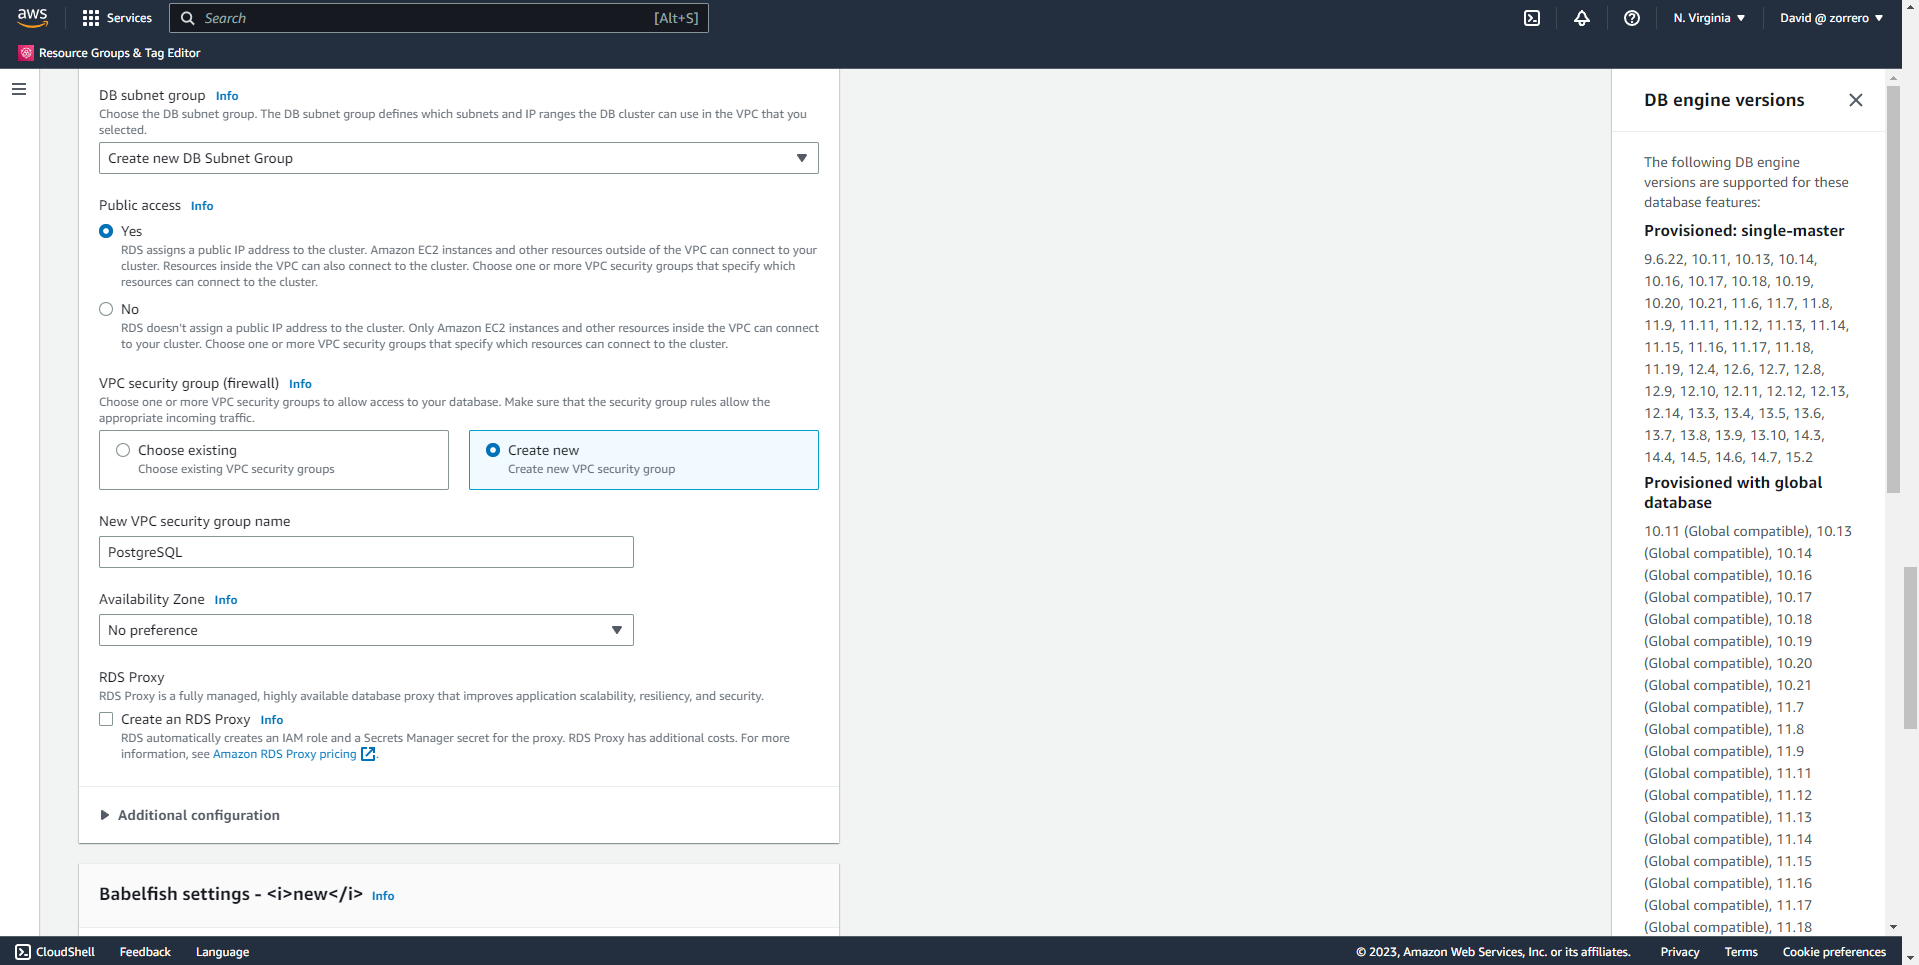 aws
Services
Search
[Alt+S]
N. Virginia
David @ zorrero
Resource Groups & Tag Editor
DB subnet group Info
Choose the DB subnet group. The DB subnet group defines which subnets and IP ranges the DB cluster can use in the VPC that you
selected.
Create new DB Subnet Group
Public access Info
Yes
RDS assigns a public IP address to the cluster. Amazon EC2 instances and other resources outside of the VPC can connect to your
cluster. Resources inside the VPC can also connect to the cluster. Choose one or more VPC security groups that specify which
resources can connect to the cluster.
No
RDS doesn't assign a public IP address to the cluster. Only Amazon EC2 instances and other resources inside the VPC can connect
to your cluster. Choose one or more VPC security groups that specify which resources can connect to the cluster.
VPC security group (firewall) Info
Choose one or more VPC security groups to allow access to your database. Make sure that the security group rules allow the
appropriate incoming traffic.
Choose existing
Choose existing VPC security groups
Create new
Create new VPC security group
New VPC security group name
PostgreSQL
Availability Zone Info
No preference
RDS Proxy
RDS Proxy is a fully managed, highly available database proxy that improves application scalability, resiliency, and security.
Create an RDS Proxy Info
RDS automatically creates an IAM role and a Secrets Manager secret for the proxy. RDS Proxy has additional costs. For more
information, see Amazon RDS Proxy pricing.
Additional configuration
Babelfish settings - <i>new</i> Info
DB engine versions
The following DB engine
versions are supported for these
database features:
Provisioned: single-master
9.6.22, 10.11, 10.13, 10.14,
10.16, 10.17, 10.18, 10.19,
10.20, 10.21, 11.6, 11.7, 11.8,
11.9, 11.11, 11.12, 11.13, 11.14,
11.15, 11.16, 11.17, 11.18,
11.19, 12.4, 12.6, 12.7, 12.8,
12.9, 12.10, 12.11, 12.12, 12.13,
12.14, 13.3, 13.4, 13.5, 13.6,
13.7, 13.8, 13.9, 13.10, 14.3,
14.4, 14.5, 14.6, 14.7, 15.2
Provisioned with global
database
10.11 (Global compatible), 10.13
(Global compatible), 10.14
(Global compatible), 10.16
(Global compatible), 10.17
(Global compatible), 10.18
(Global compatible), 10.19
(Global compatible), 10.20
(Global compatible), 10.21
(Global compatible), 11.7
(Global compatible), 11.8
(Global compatible), 11.9
(Global compatible), 11.11
(Global compatible), 11.12
(Global compatible), 11.13
(Global compatible), 11.14
(Global compatible), 11.15
(Global compatible), 11.16
(Global compatible), 11.17
(Global compatible), 11.18
CloudShell
Feedback
Language
© 2023, Amazon Web Services, Inc. or its affiliates.
Privacy
Terms
Cookie preferences